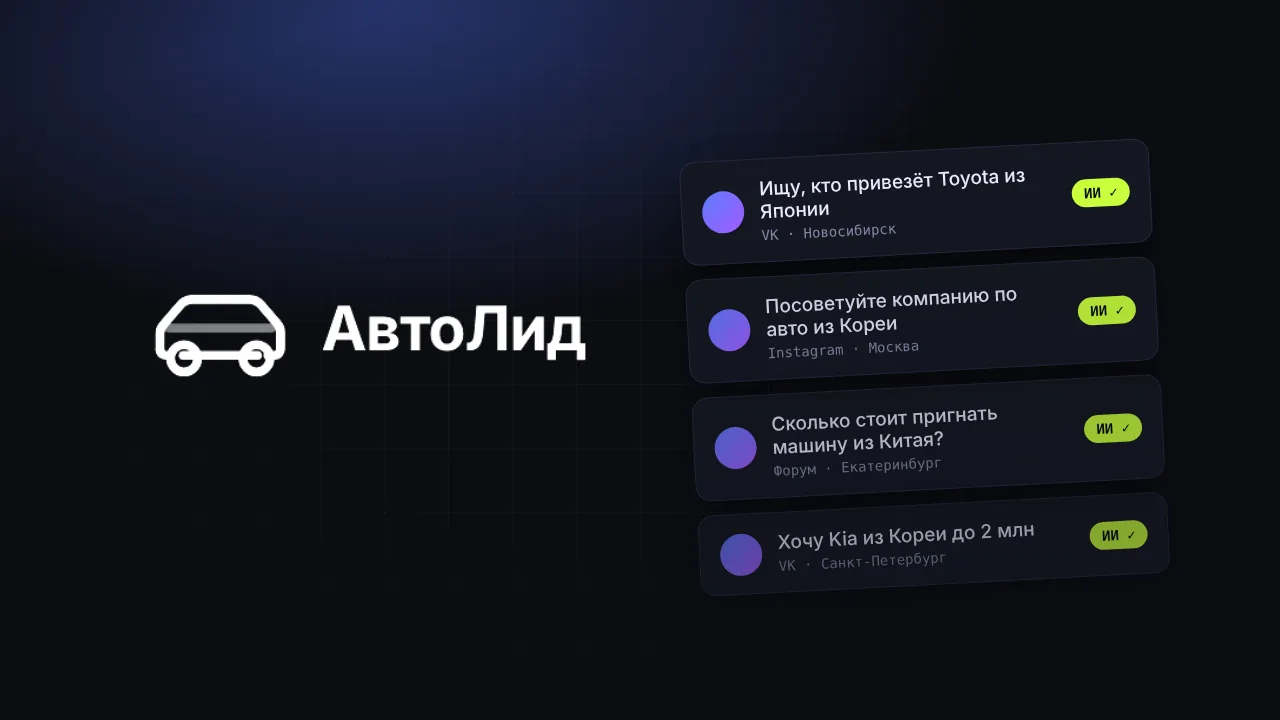 АвтоЛид
Ищу, кто привезёт Toyota из
Японии
VK · Новосибирск
ИИ ✓
Посоветуйте компанию по
авто из Кореи
Instagram · Москва
ИИ ✓
Сколько стоит пригнать
машину из Китая?
Форум · Екатеринбург
ИИ ✓
Хочу Kia из Кореи до 2 млн
VK · Санкт-Петербург
ИИ ✓